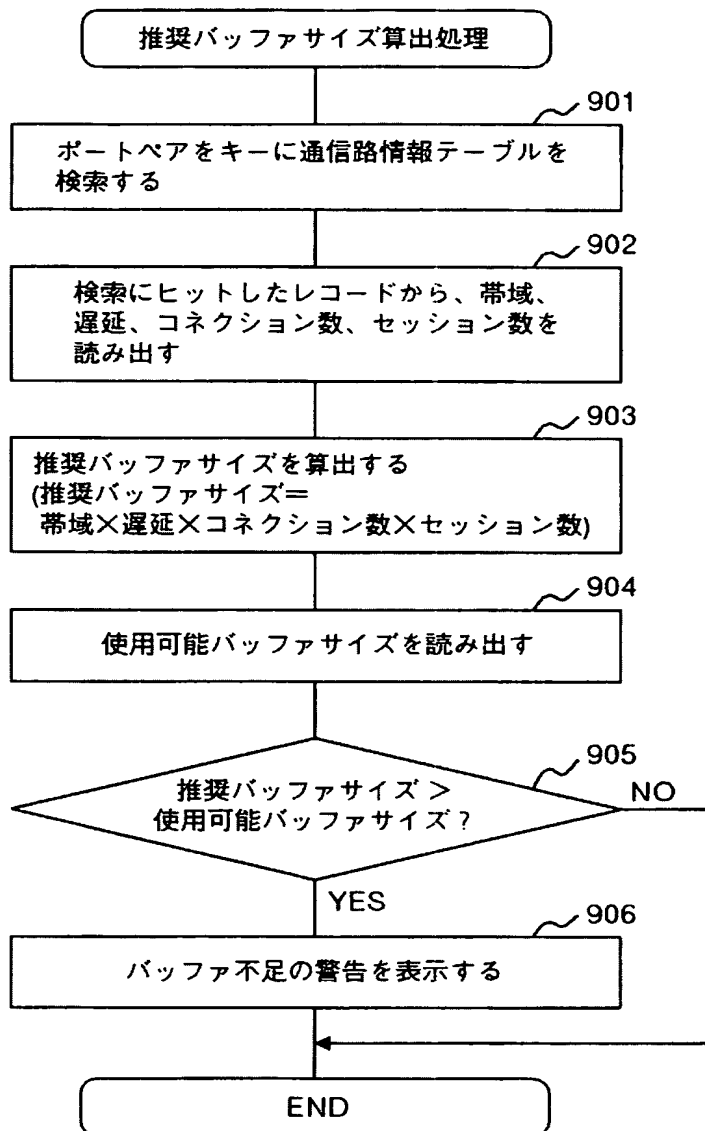 推奨バッファサイズ算出処理
901
ポートペアをキーに通信路情報テーブルを
検索する
902
検索にヒットしたレコードから、帯域、
遅延、コネクション数、セッション数を
読み出す
903
推奨バッファサイズを算出する
(推奨バッファサイズ＝
帯域×遅延×コネクション数×セッション数)
904
使用可能バッファサイズを読み出す
905
推奨バッファサイズ ＞
使用可能バッファサイズ？
NO
YES
906
バッファ不足の警告を表示する
END